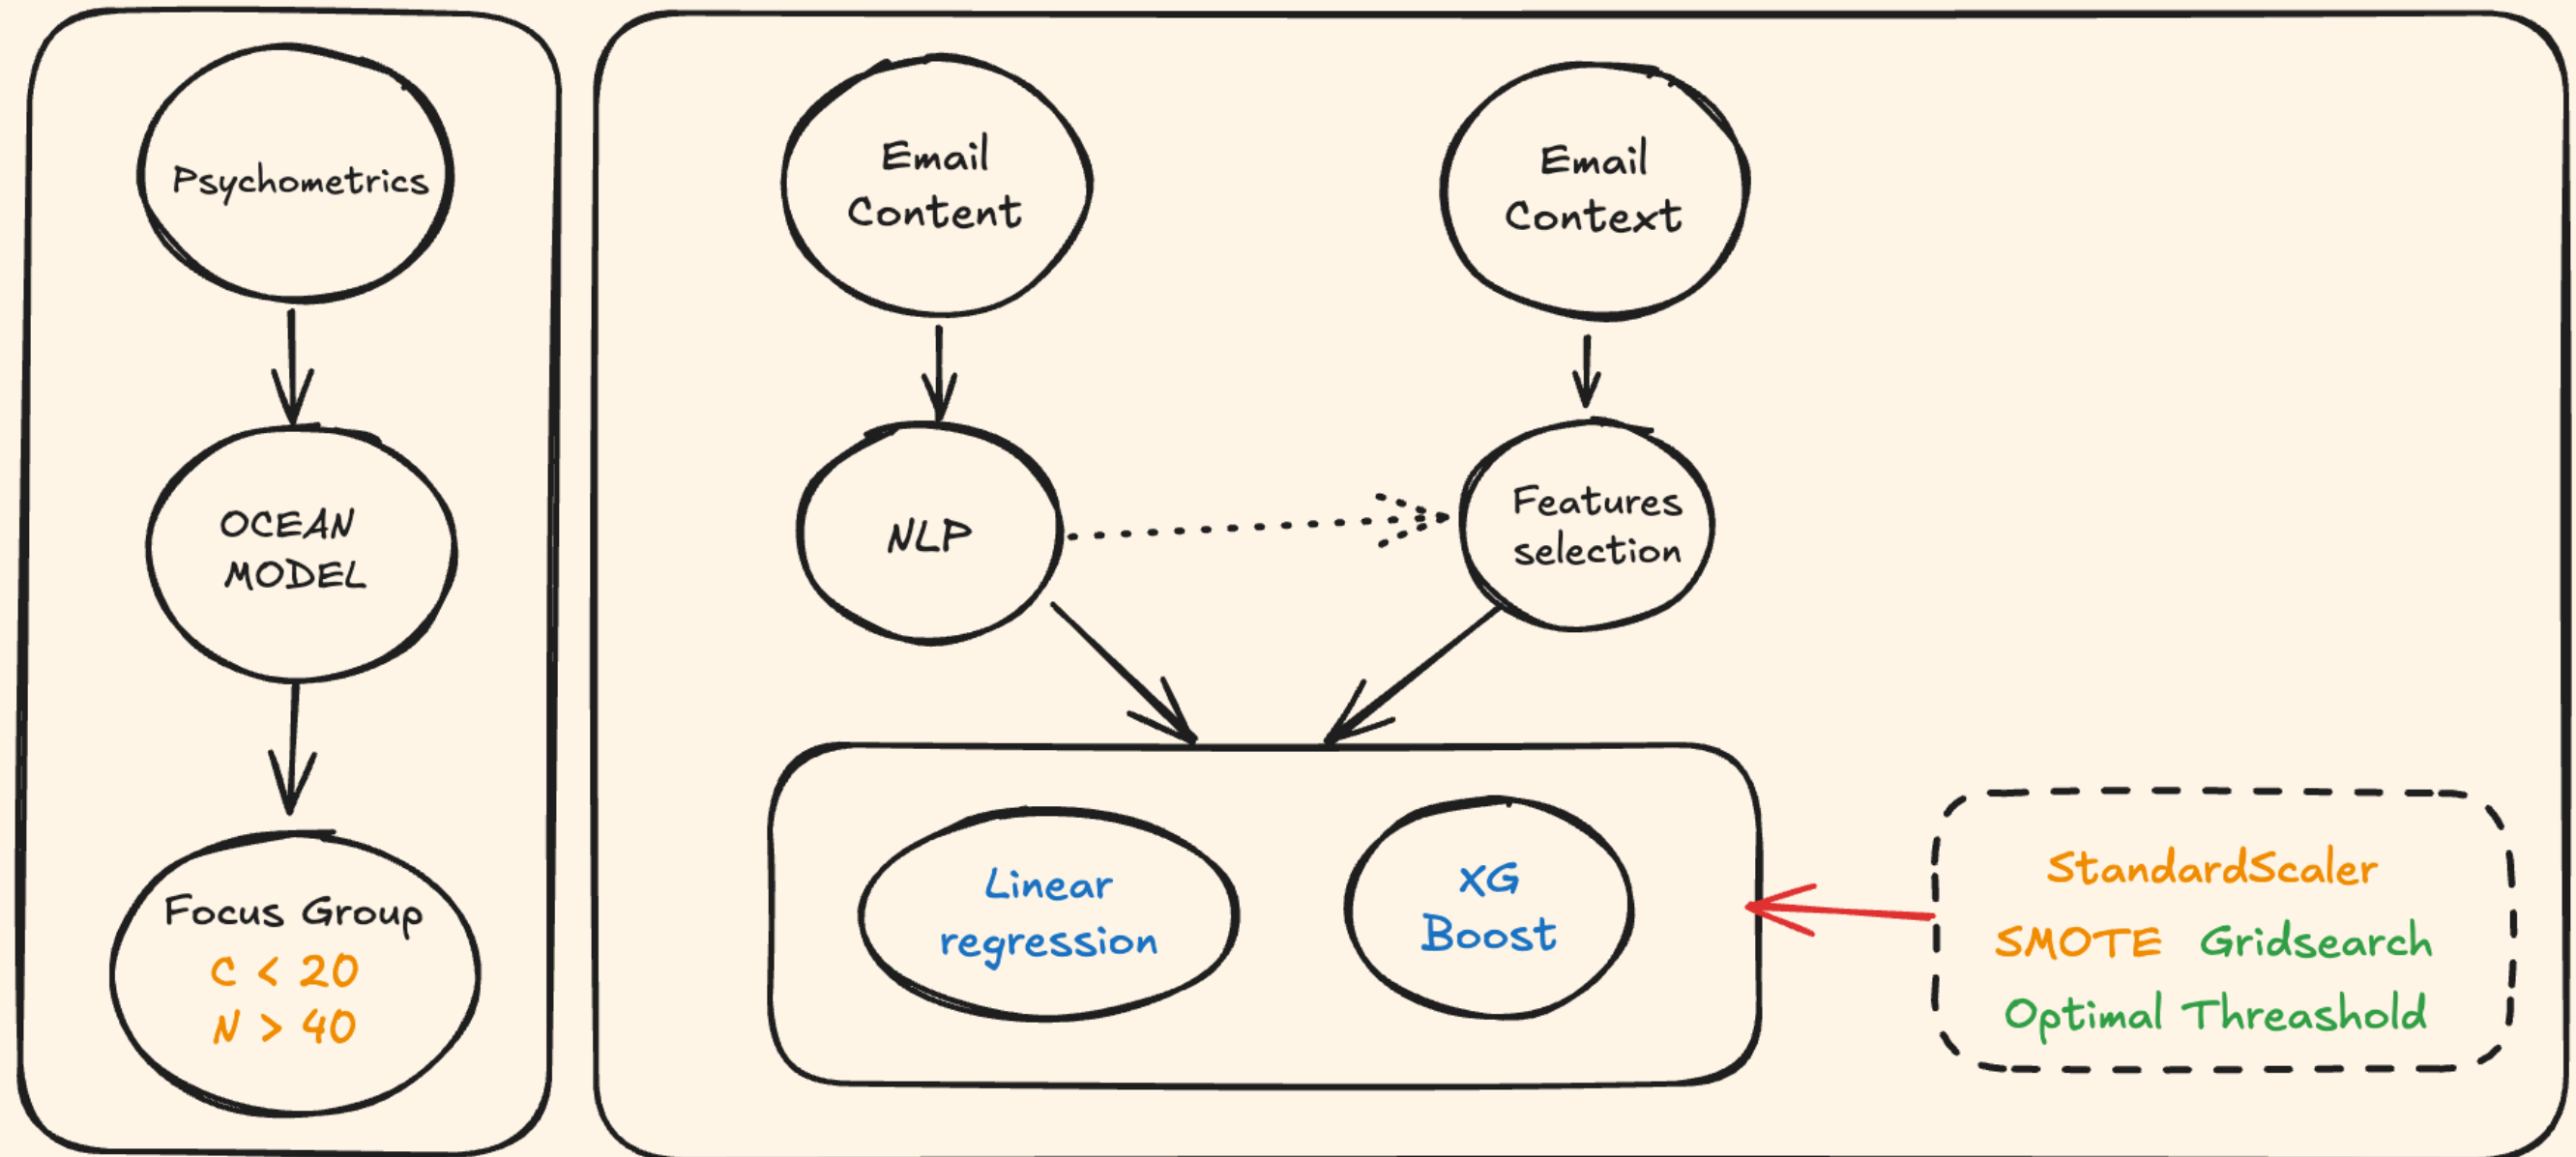 Psychometrics
OCEAN
MODEL
Focus Group
C < 20
N > 40
Email
Content
Email
Context
NLP
Features
selection
Linear
regression
XG
Boost
StandardScaler
SMOTE Gridsearch
Optimal Threashold